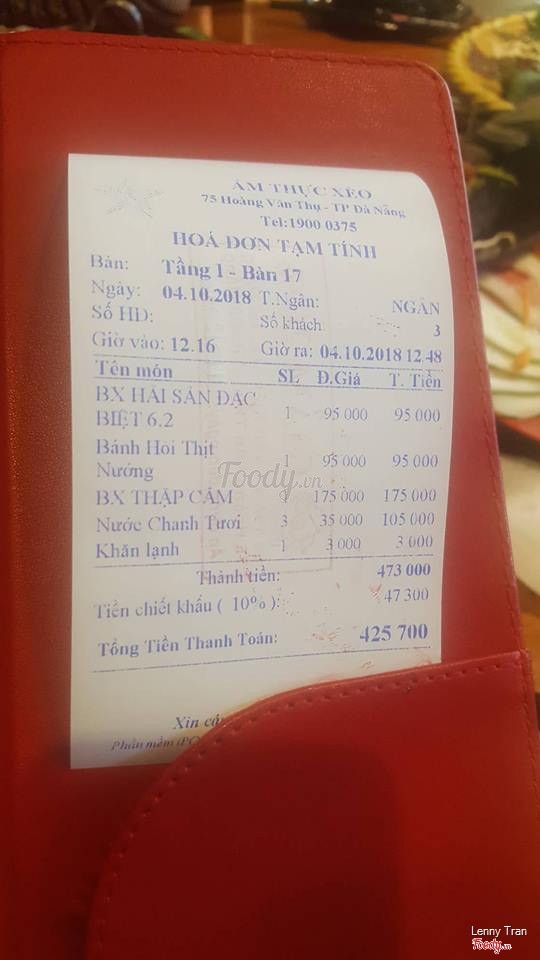 ẨM THỰC XÈO
75 Hoàng Văn Thụ - TP Đà Nẵng
Tel:1900 0375
HOÁ ĐƠN TẠM TÍNH
Bàn: Tầng 1 - Bàn 17
Ngày: 04.10.2018 T.Ngân: NGÂN
Số HD: Số khách: 3
Giờ vào: 12.16 Giờ ra: 04.10.2018 12.48
Tên món SL Đ.Giá T. Tiền
BX HẢI SẢN ĐẶC
BIỆT 6.2 1 95 000 95 000
Bánh Hoi Thịt
Nướng 1 95 000 95 000
BX THẬP CẨM 1 175 000 175 000
Nước Chanh Tươi 3 35 000 105 000
Khăn lạnh 1 3 000 3 000
Thành tiền: 473 000
Tiền chiết khấu ( 10% ): 47 300
Tổng Tiền Thanh Toán: 425 700
Xin
Phần mềm
Foody.vn
Lenny Tran
Foody.vn